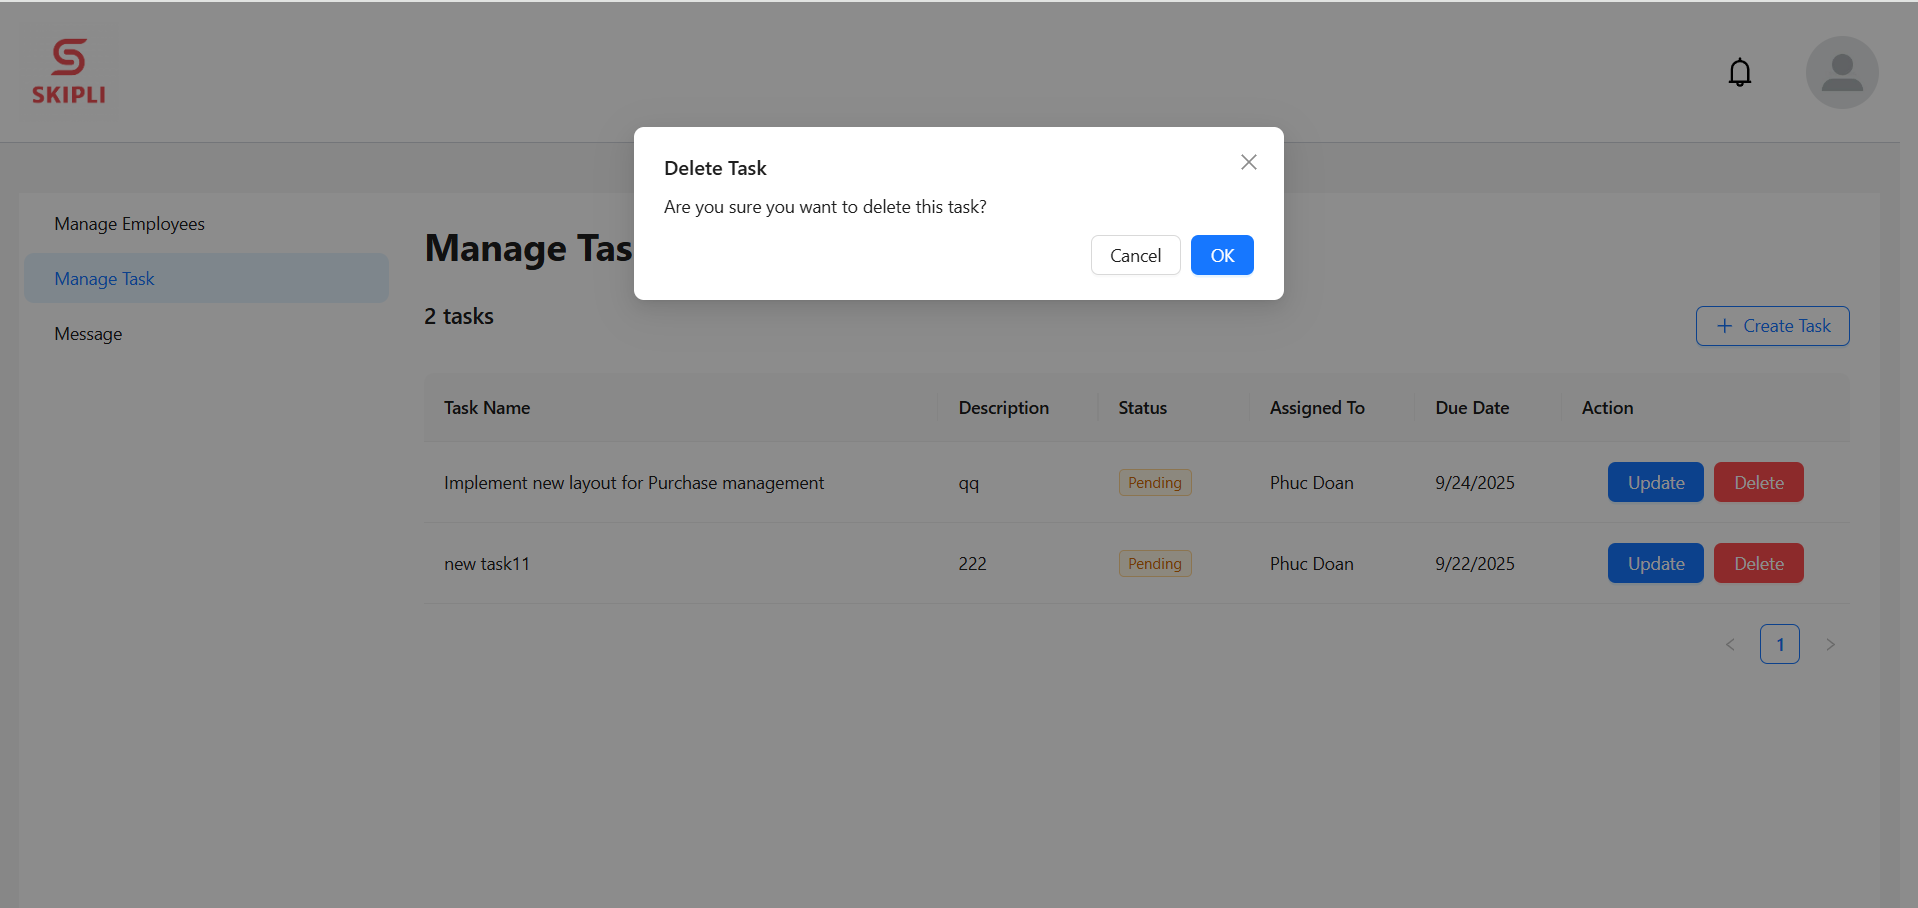 SKIPLI
Delete Task
Are you sure you want to delete this task?
Cancel OK
Manage Employees
Manage Task
Message
Manage Tas
2 tasks
Create Task
Task Name Description Status Assigned To Due Date Action
Implement new layout for Purchase management qq Pending Phuc Doan 9/24/2025 Update Delete
new task11 222 Pending Phuc Doan 9/22/2025 Update Delete
< 1 >